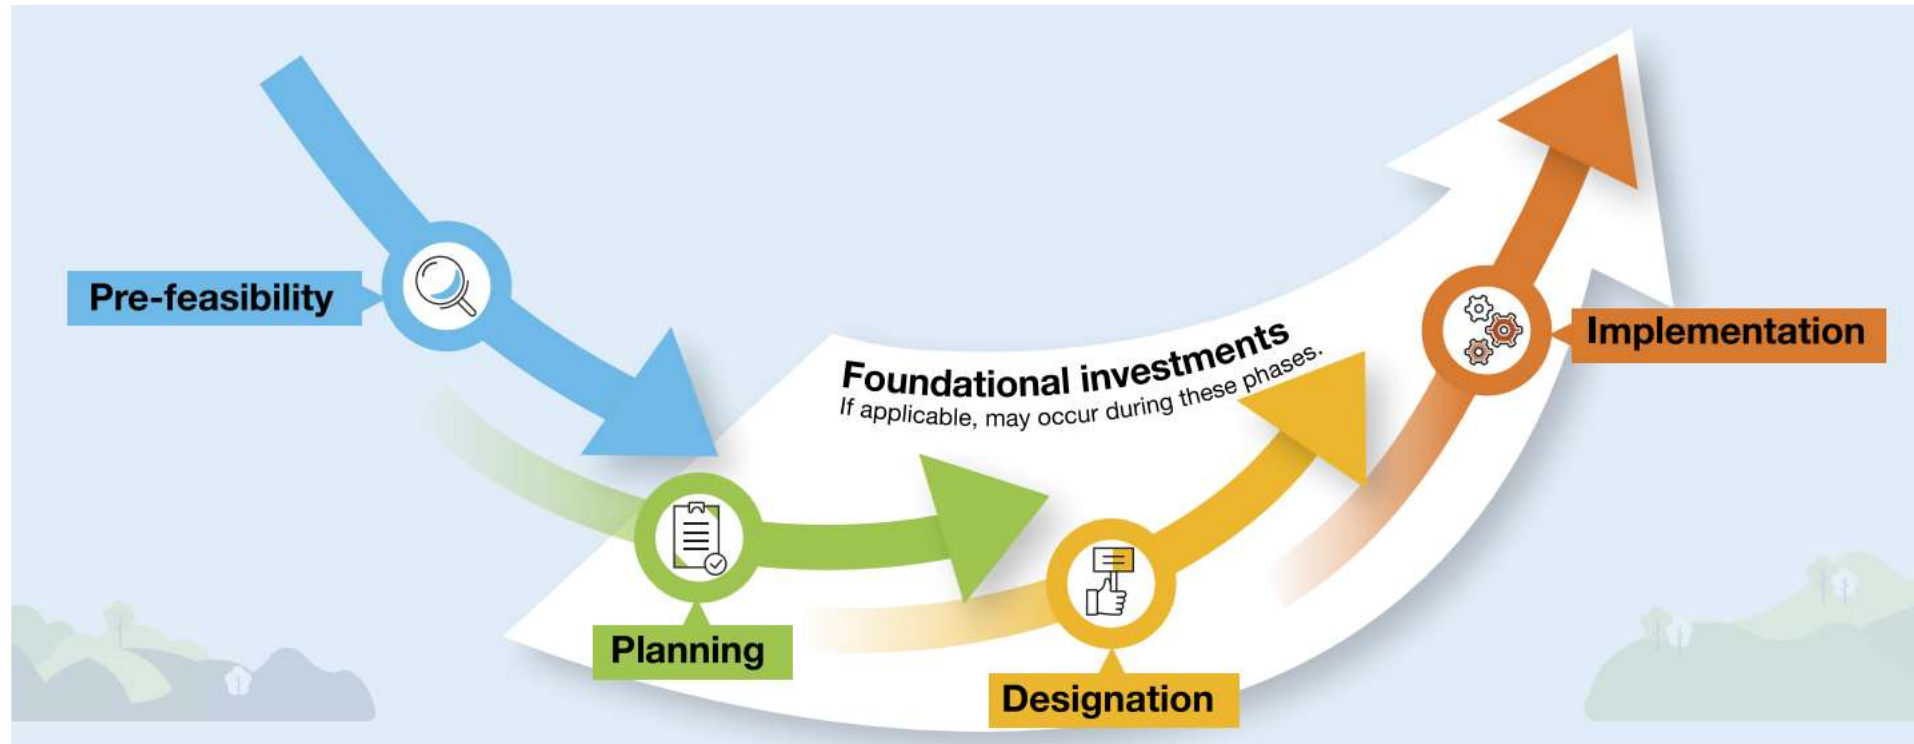 Pre-feasibility
Foundational investments
If applicable, may occur during these phases.
Implementation
Planning
Designation